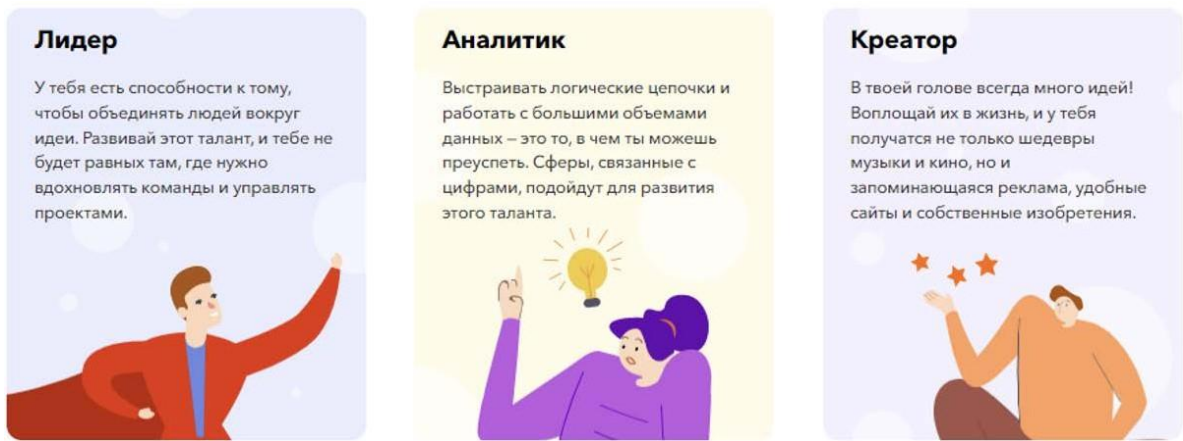 Лидер
У тебя есть способности к тому,
чтобы объединять людей вокруг
идеи. Развивай этот талант, и тебе не
будет равных там, где нужно
вдохновлять команды и управлять
проектами.
Аналитик
Выстраивать логические цепочки и
работать с большими объемами
данных – это то, в чем ты можешь
преуспеть. Сферы, связанные с
цифрами, подойдут для развития
этого таланта.
Креатор
В твоей голове всегда много идей!
Воплощай их в жизнь, и у тебя
получатся не только шедевры
музыки и кино, но и
запоминающаяся реклама, удобные
сайты и собственные изобретения.